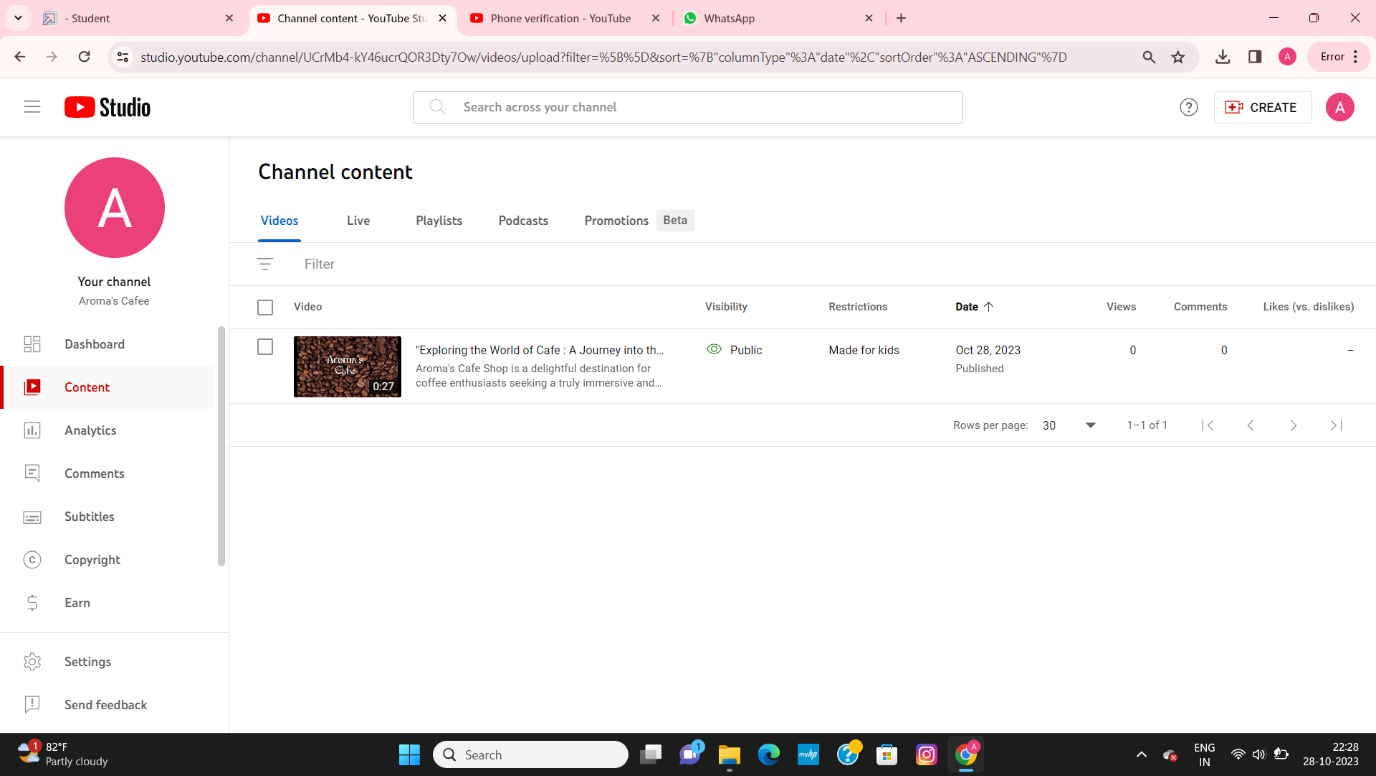 - Student
Channel content - YouTube Stu
Phone verification - YouTube
WhatsApp
studio.youtube.com/channel/UCrMb4-kY46ucrQOR3Dty7Ow/videos/upload?filter=%5B%5D&sort=%7B"columnType"%3A"date"%2C"sortOrder"%3A"ASCENDING"%7D
A
Error
Studio
Search across your channel
CREATE
A
A
Your channel
Aroma's Cafee
Dashboard
Content
Analytics
Comments
Subtitles
Copyright
Earn
Settings
Send feedback
Channel content
Videos Live Playlists Podcasts Promotions Beta
Filter
Video Visibility Restrictions Date Views Comments Likes (vs. dislikes)
Aroma's
Cafe
0:27
"Exploring the World of Cafe : A Journey into th...
Aroma's Cafe Shop is a delightful destination for
coffee enthusiasts seeking a truly immersive and...
Public
Made for kids
Oct 28, 2023
Published
0
0
–
Rows per page: 30 1–1 of 1
1
82°F
Partly cloudy
Search
1
myhp
A
ENG
IN
22:28
28-10-2023